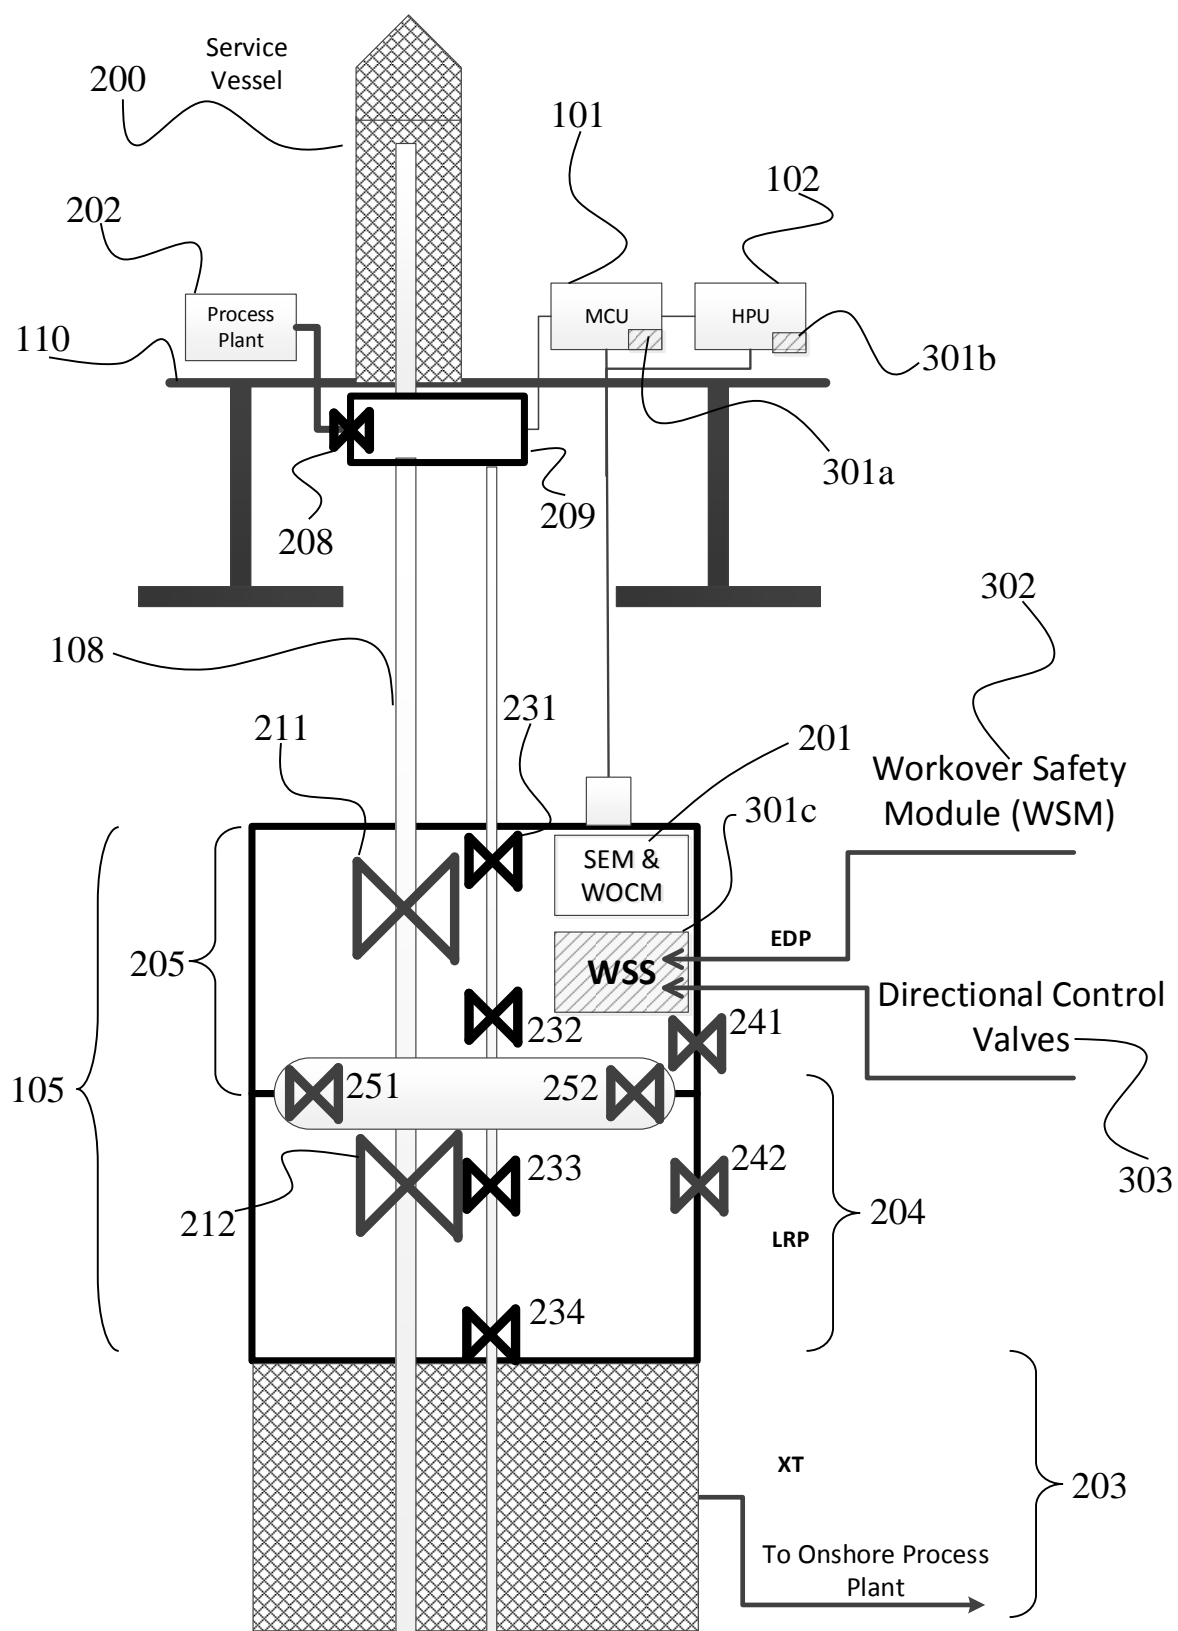 Service
Vessel
200
101
102
202
Process
Plant
MCU
HPU
110
301b
301a
208
209
302
108
231
211
201
Workover Safety
Module (WSM)
301c
SEM &
WOCM
EDP
205
WSS
Directional Control
Valves
232
241
105
251
252
233
242
303
212
204
LRP
234
XT
203
To Onshore Process
Plant